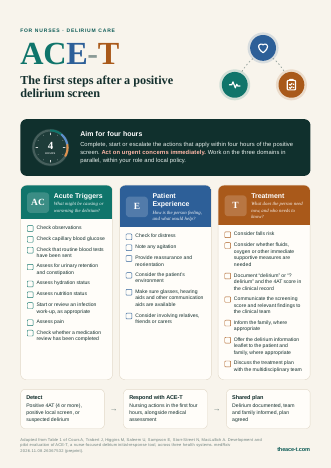 FOR NURSES · DELIRIUM CARE
ACE-T
The first steps after a positive
delirium screen
4
Aim for four hours
Complete, start or escalate the actions that apply within four hours of the positive
screen. Act on urgent concerns immediately. Work on the three domains in
parallel, within your role and local policy.
AC
Acute Triggers
What might be causing or
worsening the delirium?
Check observations
Check capillary blood glucose
Check that routine blood tests
have been sent
Assess for urinary retention
and constipation
Assess hydration status
Assess nutrition status
Start or review an infection
work-up, as appropriate
Assess pain
Check whether a medication
review has been completed
E
Patient
Experience
How is the person feeling,
and what would help?
Check for distress
Note any agitation
Provide reassurance and
reorientation
Consider the patient's
environment
Make sure glasses, hearing
aids and other communication
aids are available
Consider involving relatives,
friends or carers
T
Treatment
What does the person need
now, and who needs to
know?
Consider falls risk
Consider whether fluids,
oxygen or other immediate
supportive measures are
needed
Document "delirium" or "?
delirium" and the 4AT score in
the clinical record
Communicate the screening
score and relevant findings to
the clinical team
Inform the family, where
appropriate
Offer the delirium information
leaflet to the patient and
family, where appropriate
Discuss the treatment plan
with the multidisciplinary team
Detect
Positive 4AT (4 or more),
positive local screen, or
suspected delirium
→
Respond with ACE-T
Nursing actions in the first four
hours, alongside medical
assessment
→
Shared plan
Delirium documented, team
and family informed, plan
agreed
thaace-t.com